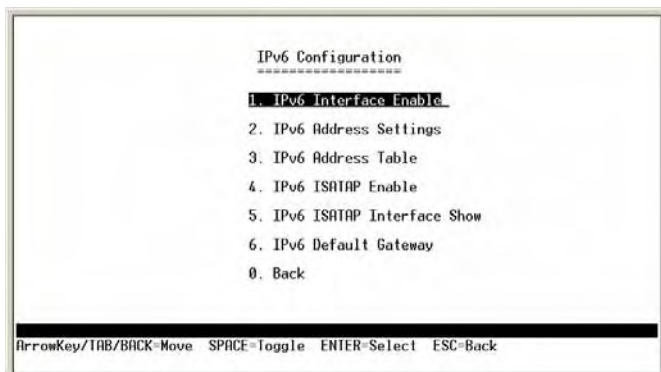 IPv6 Configuration
==================
1. IPv6 Interface Enable
2. IPv6 Address Settings
3. IPv6 Address Table
4. IPv6 ISATAP Enable
5. IPv6 ISATAP Interface Show
6. IPv6 Default Gateway
0. Back
ArrowKey/TAB/BACK=Move SPACE=Toggle ENTER=Select ESC=Back